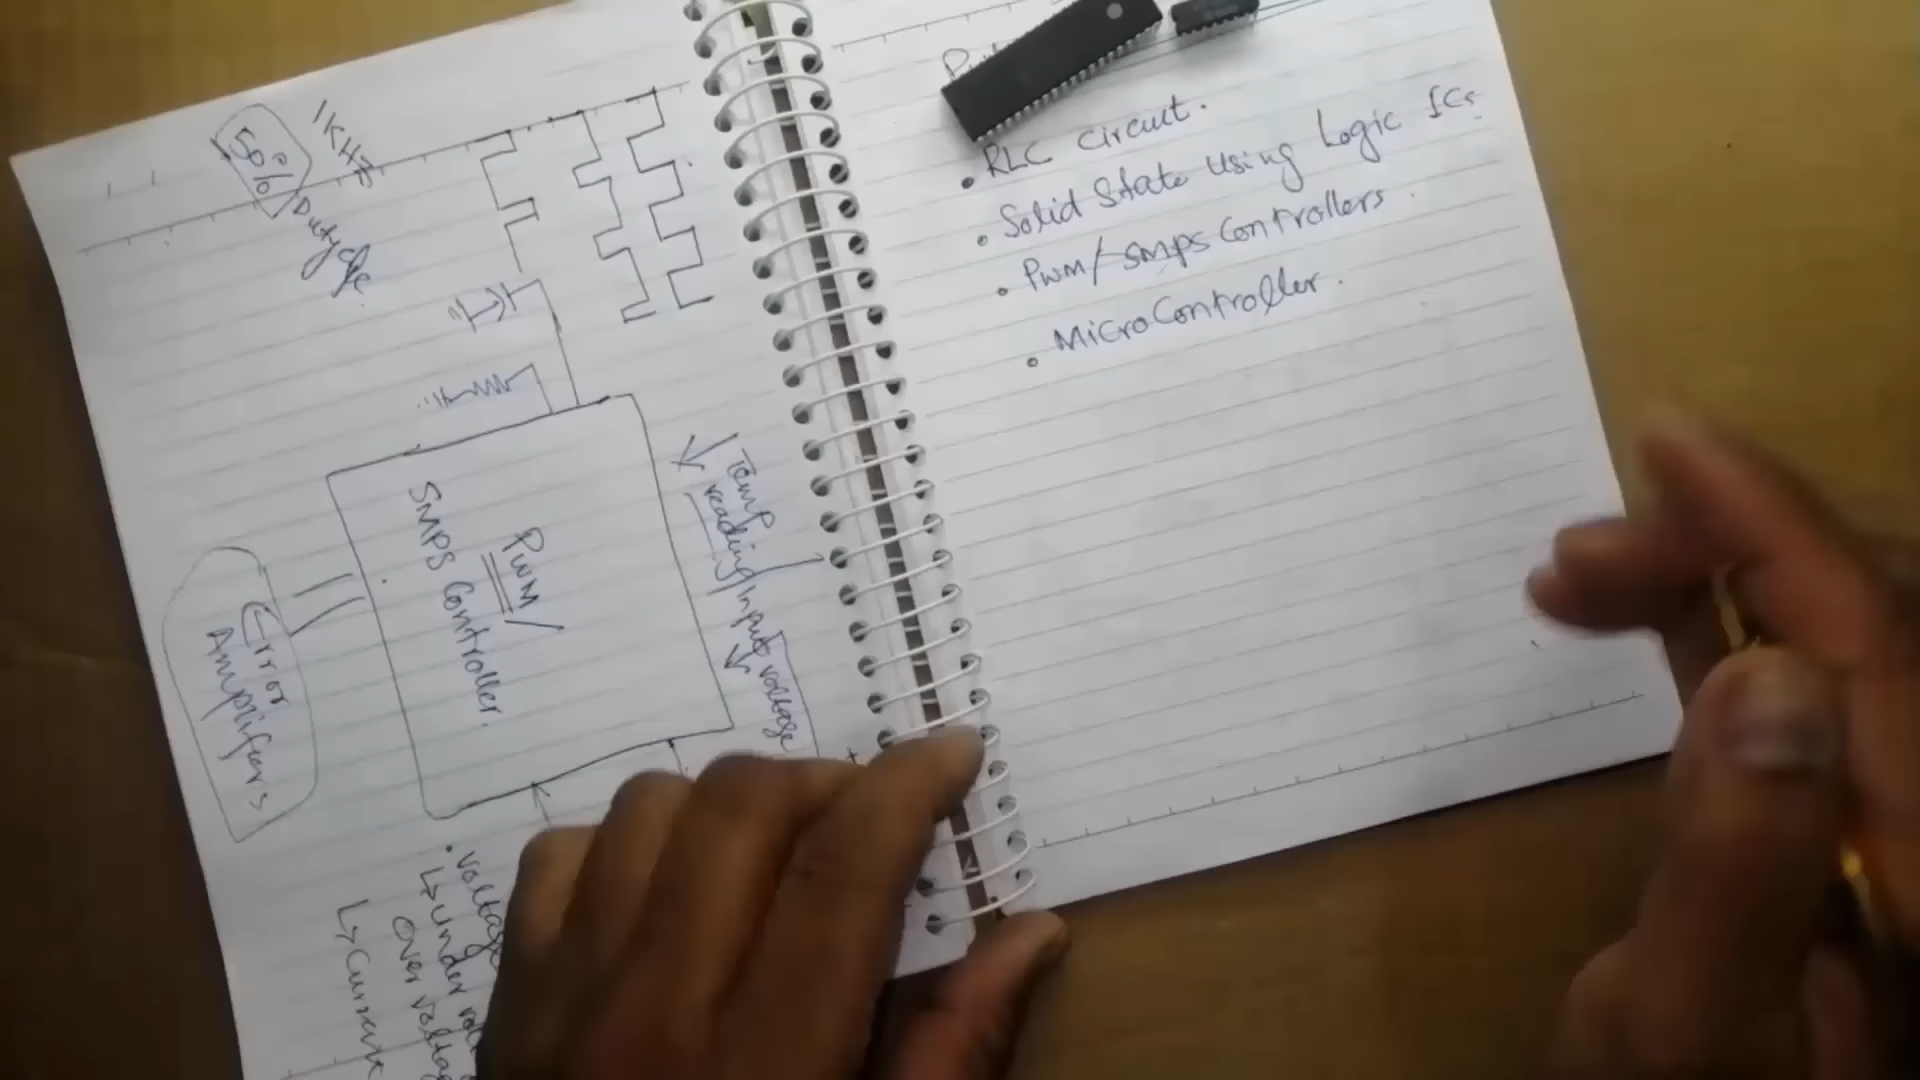 1KHz
50%
Duty cycle.
PWM/
SMPS Controller.
Temp
reading/Input voltage
Error
Amplifiers
• voltage
↳ under
over voltag
↳ Current
• RLC Circuit.
• Solid State Using Logic ICs
• PWM/SMPS Controllers.
• MicroController.